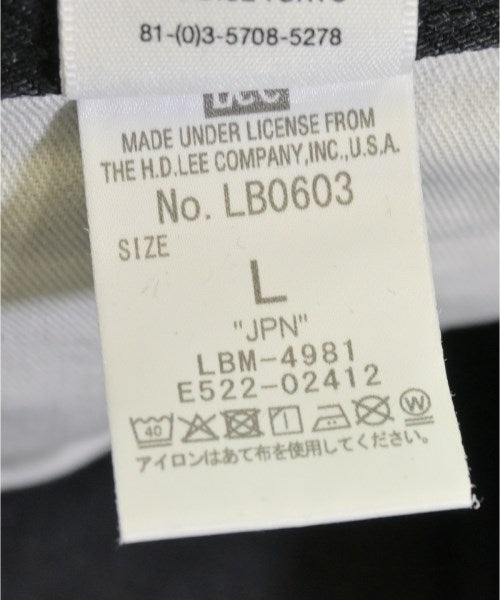 81-(0)3-5708-5278
MADE UNDER LICENSE FROM
THE H.D.LEE COMPANY,INC.,U.S.A.
No. LB0603
SIZE
L
"JPN"
LBM-4981
E522-02412
40
W
アイロンはあて布を使用してください。